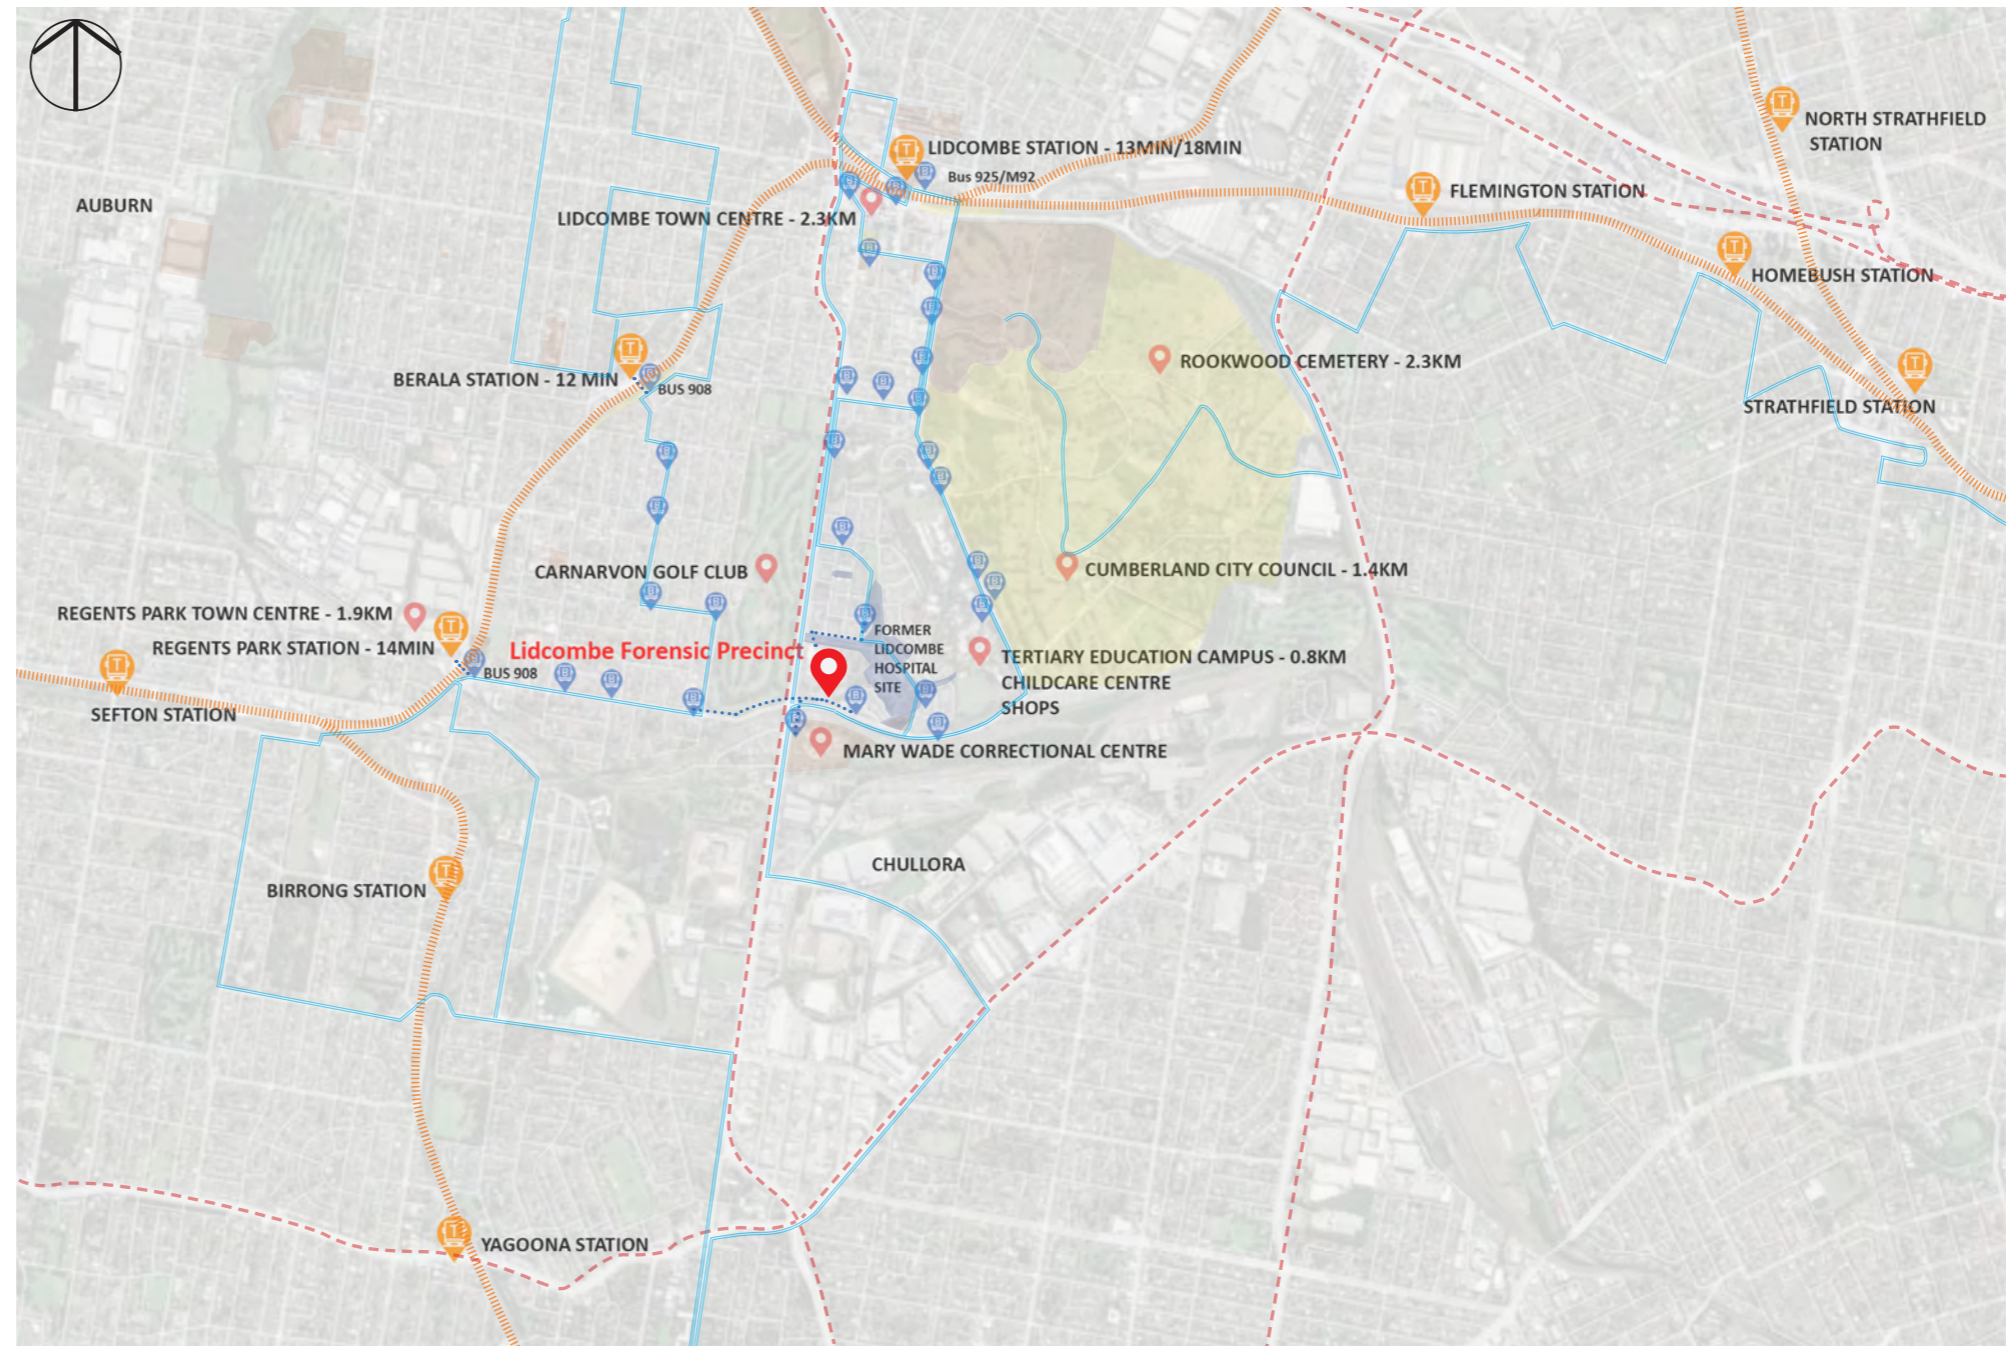 NORTH STRATHFIELD
STATION
LIDCOMBE STATION - 13MIN/18MIN
Bus 925/M92
FLEMINGTON STATION
AUBURN
LIDCOMBE TOWN CENTRE - 2.3KM
HOMEBUSH STATION
ROOKWOOD CEMETERY - 2.3KM
BERALA STATION - 12 MIN
BUS 908
STRATHFIELD STATION
CARNARVON GOLF CLUB
CUMBERLAND CITY COUNCIL - 1.4KM
REGENTS PARK TOWN CENTRE - 1.9KM
REGENTS PARK STATION - 14MIN
BUS 908
Lidcombe Forensic Precinct
FORMER
LIDCOMBE
HOSPITAL
SITE
TERTIARY EDUCATION CAMPUS - 0.8KM
CHILDCARE CENTRE
SHOPS
SEFTON STATION
MARY WADE CORRECTIONAL CENTRE
CHULLORA
BIRRONG STATION
YAGOONA STATION